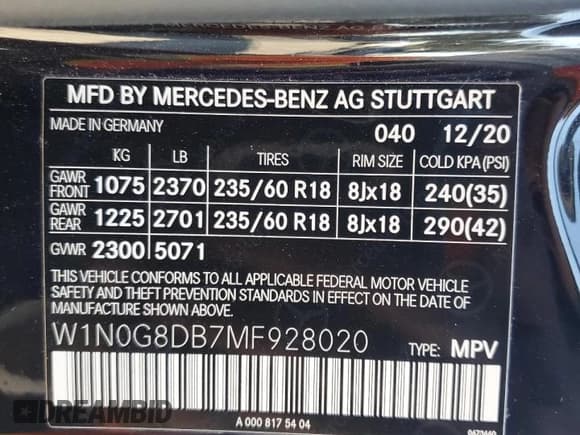 MFD BY MERCEDES-BENZ AG STUTTGART
MADE IN GERMANY 040 12/20
KG LB TIRES RIM SIZE COLD KPA(PSI)
GAWR FRONT 1075 2370 235/60 R18 8Jx18 240(35)
GAWR REAR 1225 2701 235/60 R18 8Jx18 290(42)
GVWR 2300 5071
THIS VEHICLE CONFORMS TO ALL APPLICABLE FEDERAL MOTOR VEHICLE
SAFETY AND THEFT PREVENTION STANDARDS IN EFFECT ON THE DATE OF
MANUFACTURE SHOWN ABOVE.
W1N0G8DB7MF928020 TYPE: MPV
A 000 817 54 04
DREAMBID